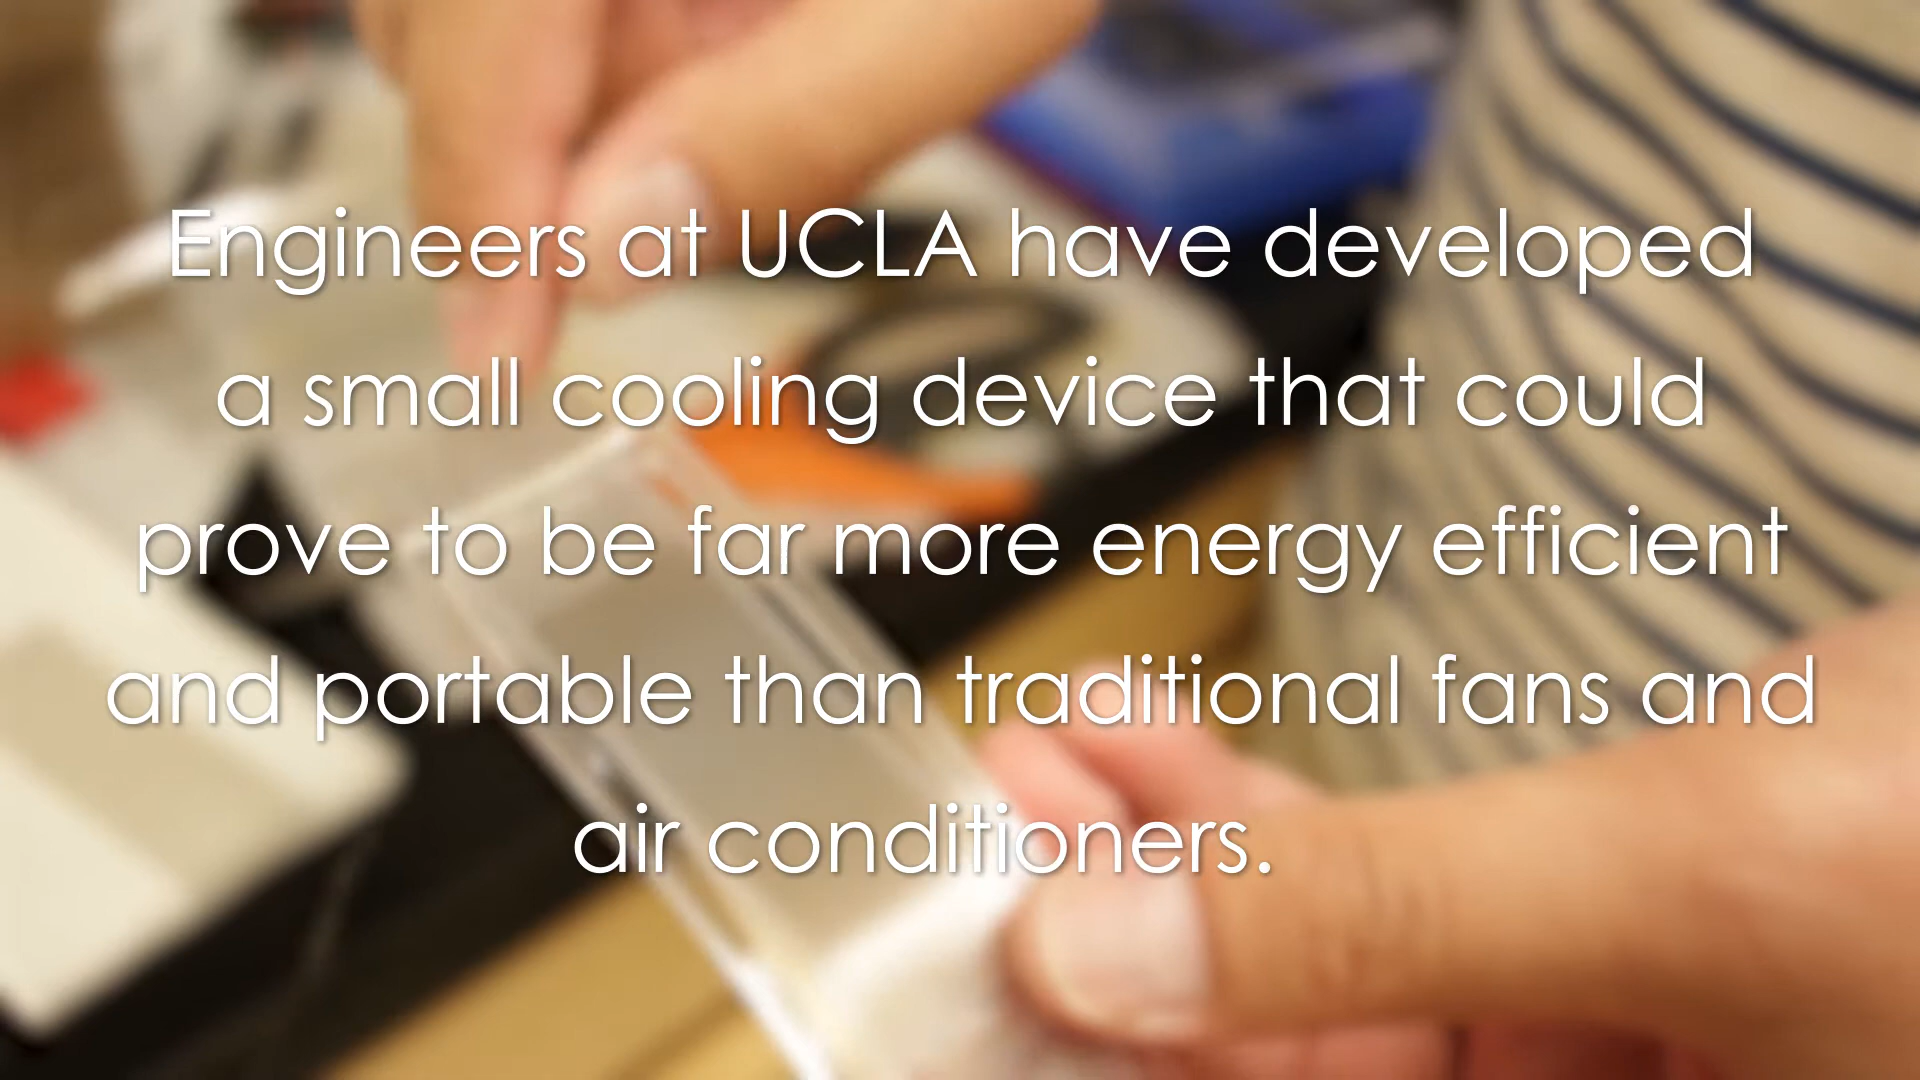 Engineers at UCLA have developed
a small cooling device that could
prove to be far more energy efficient
and portable than traditional fans and
air conditioners.